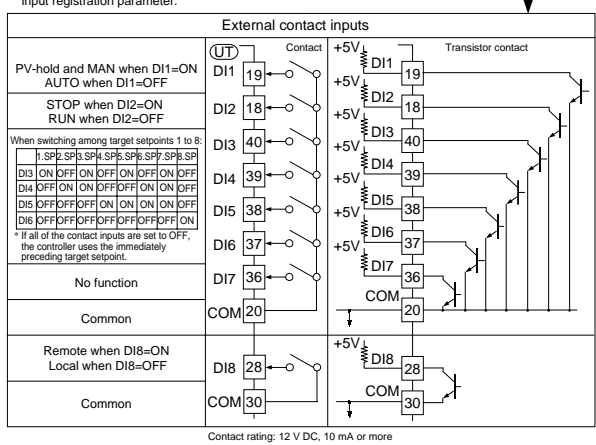 input registration parameter.
External contact inputs
PV-hold and MAN when DI1=ON
AUTO when DI1=OFF
STOP when DI2=ON
RUN when DI2=OFF
When switching among target setpoints 1 to 8:
1.SP 2.SP 3.SP 4.SP 5.SP 6.SP 7.SP 8.SP
DI3 ON OFF ON OFF ON OFF ON OFF
DI4 OFF ON ON OFF OFF ON ON OFF
DI5 OFF OFF OFF ON ON ON ON OFF
DI6 OFF OFF OFF OFF OFF OFF OFF ON
* If all of the contact inputs are set to OFF,
the controller uses the immediately
preceding target setpoint.
No function
Common
Remote when DI8=ON
Local when DI8=OFF
Common
UT Contact
DI1 19
DI2 18
DI3 40
DI4 39
DI5 38
DI6 37
DI7 36
COM 20
DI8 28
COM 30
Transistor contact
+5V DI1 19
+5V DI2 18
+5V DI3 40
+5V DI4 39
+5V DI5 38
+5V DI6 37
+5V DI7 36
COM 20
+5V DI8 28
COM 30
Contact rating: 12 V DC, 10 mA or more